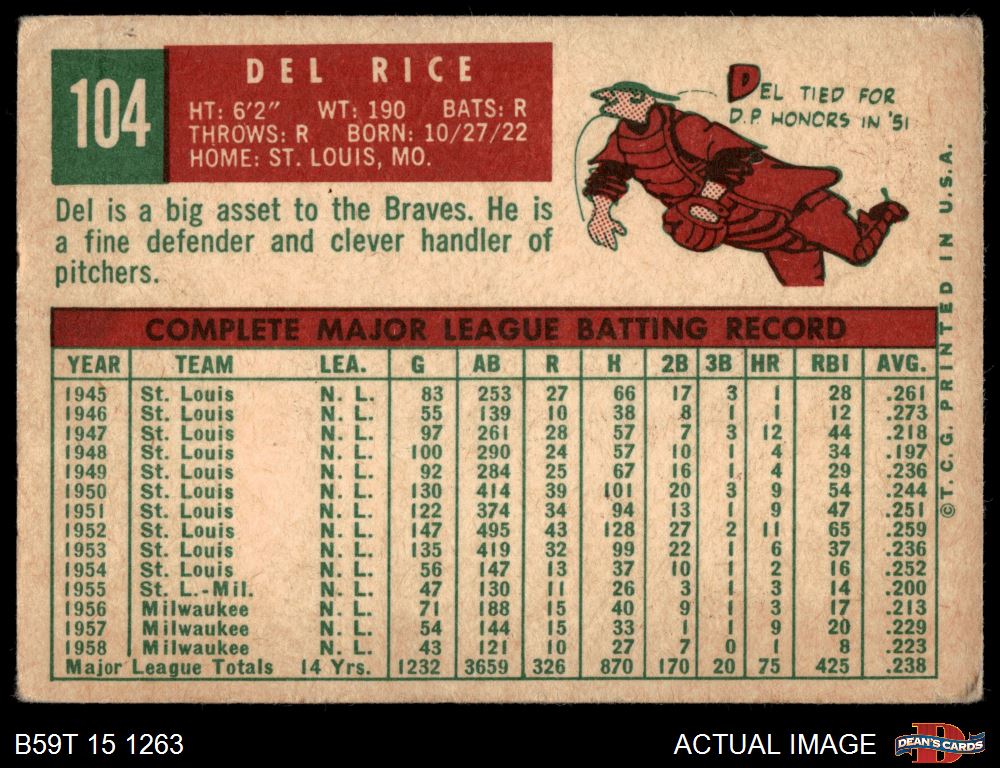 104
DEL RICE
HT: 6'2" WT: 190 BATS: R
THROWS: R BORN: 10/27/22
HOME: ST. LOUIS, MO.
DEL TIED FOR
D.P. HONORS IN '51
Del is a big asset to the Braves. He is
a fine defender and clever handler of
pitchers.
COMPLETE MAJOR LEAGUE BATTING RECORD
YEAR TEAM LEA. G AB R H 2B 3B HR RBI AVG.
1945 St. Louis N. L. 83 253 27 66 17 3 1 28 .261
1946 St. Louis N. L. 55 139 10 38 8 1 1 12 .273
1947 St. Louis N. L. 97 261 28 57 7 3 12 44 .218
1948 St. Louis N. L. 100 290 24 57 10 1 4 34 .197
1949 St. Louis N. L. 92 284 25 67 16 1 4 29 .236
1950 St. Louis N. L. 130 414 39 101 20 3 9 54 .244
1951 St. Louis N. L. 122 374 34 94 13 1 9 47 .251
1952 St. Louis N. L. 147 495 43 128 27 2 11 65 .259
1953 St. Louis N. L. 135 419 32 99 22 1 6 37 .236
1954 St. Louis N. L. 56 147 13 37 10 1 2 16 .252
1955 St. L.-Mil. N. L. 47 130 11 26 3 1 3 14 .200
1956 Milwaukee N. L. 71 188 15 40 9 1 3 17 .213
1957 Milwaukee N. L. 54 144 15 33 1 1 9 20 .223
1958 Milwaukee N. L. 43 121 10 27 7 0 1 8 .223
Major League Totals 14 Yrs. 1232 3659 326 870 170 20 75 425 .238
©T. C. G. PRINTED IN U.S.A.
B59T 15 1263
ACTUAL IMAGE
D
DEAN'S CARDS